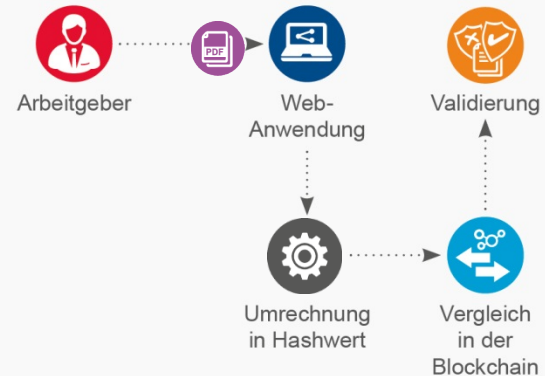 PDF
Arbeitgeber
Web-
Anwendung
Validierung
Umrechnung
in Hashwert
Vergleich
in der
Blockchain